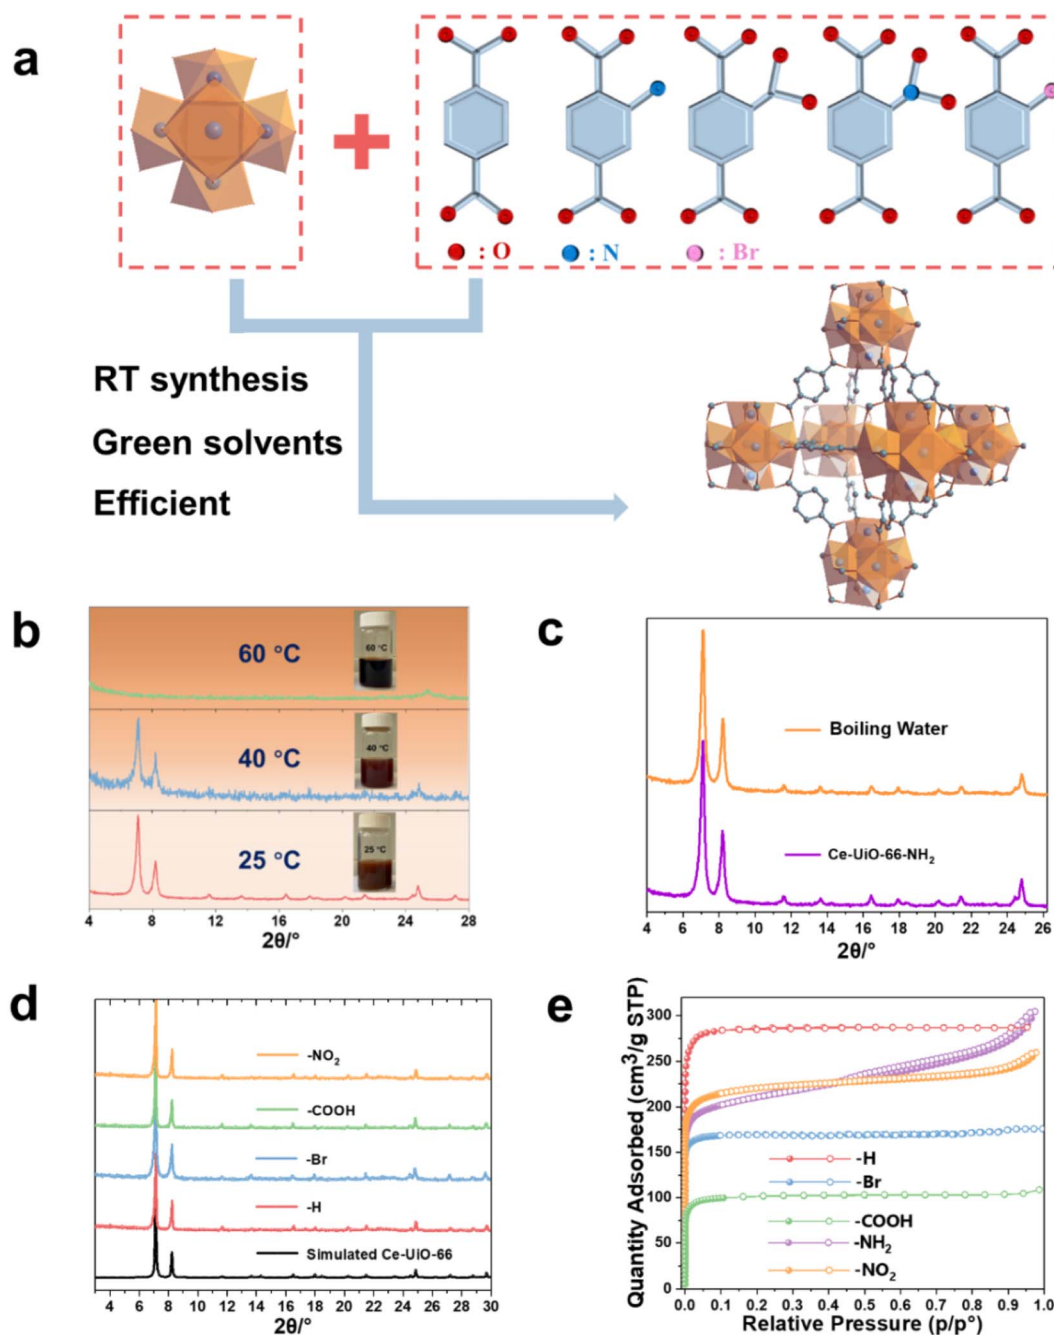 a
: O
: N
: Br
RT synthesis
Green solvents
Efficient
b
60 °C
60 °C
40 °C
40 °C
25 °C
25 °C
4 8 12 16 20 24 28
2θ/°
c
Boiling Water
Ce-UiO-66-NH₂
4 6 8 10 12 14 16 18 20 22 24 26
2θ/°
d
-NO₂
-COOH
-Br
-H
Simulated Ce-UiO-66
4 6 8 10 12 14 16 18 20 22 24 26 28 30
2θ/°
e
Quantity Adsorbed (cm³/g STP)
300
250
200
150
100
50
0
-H
-Br
-COOH
-NH₂
-NO₂
0.0 0.1 0.2 0.3 0.4 0.5 0.6 0.7 0.8 0.9 1.0
Relative Pressure (p/p°)